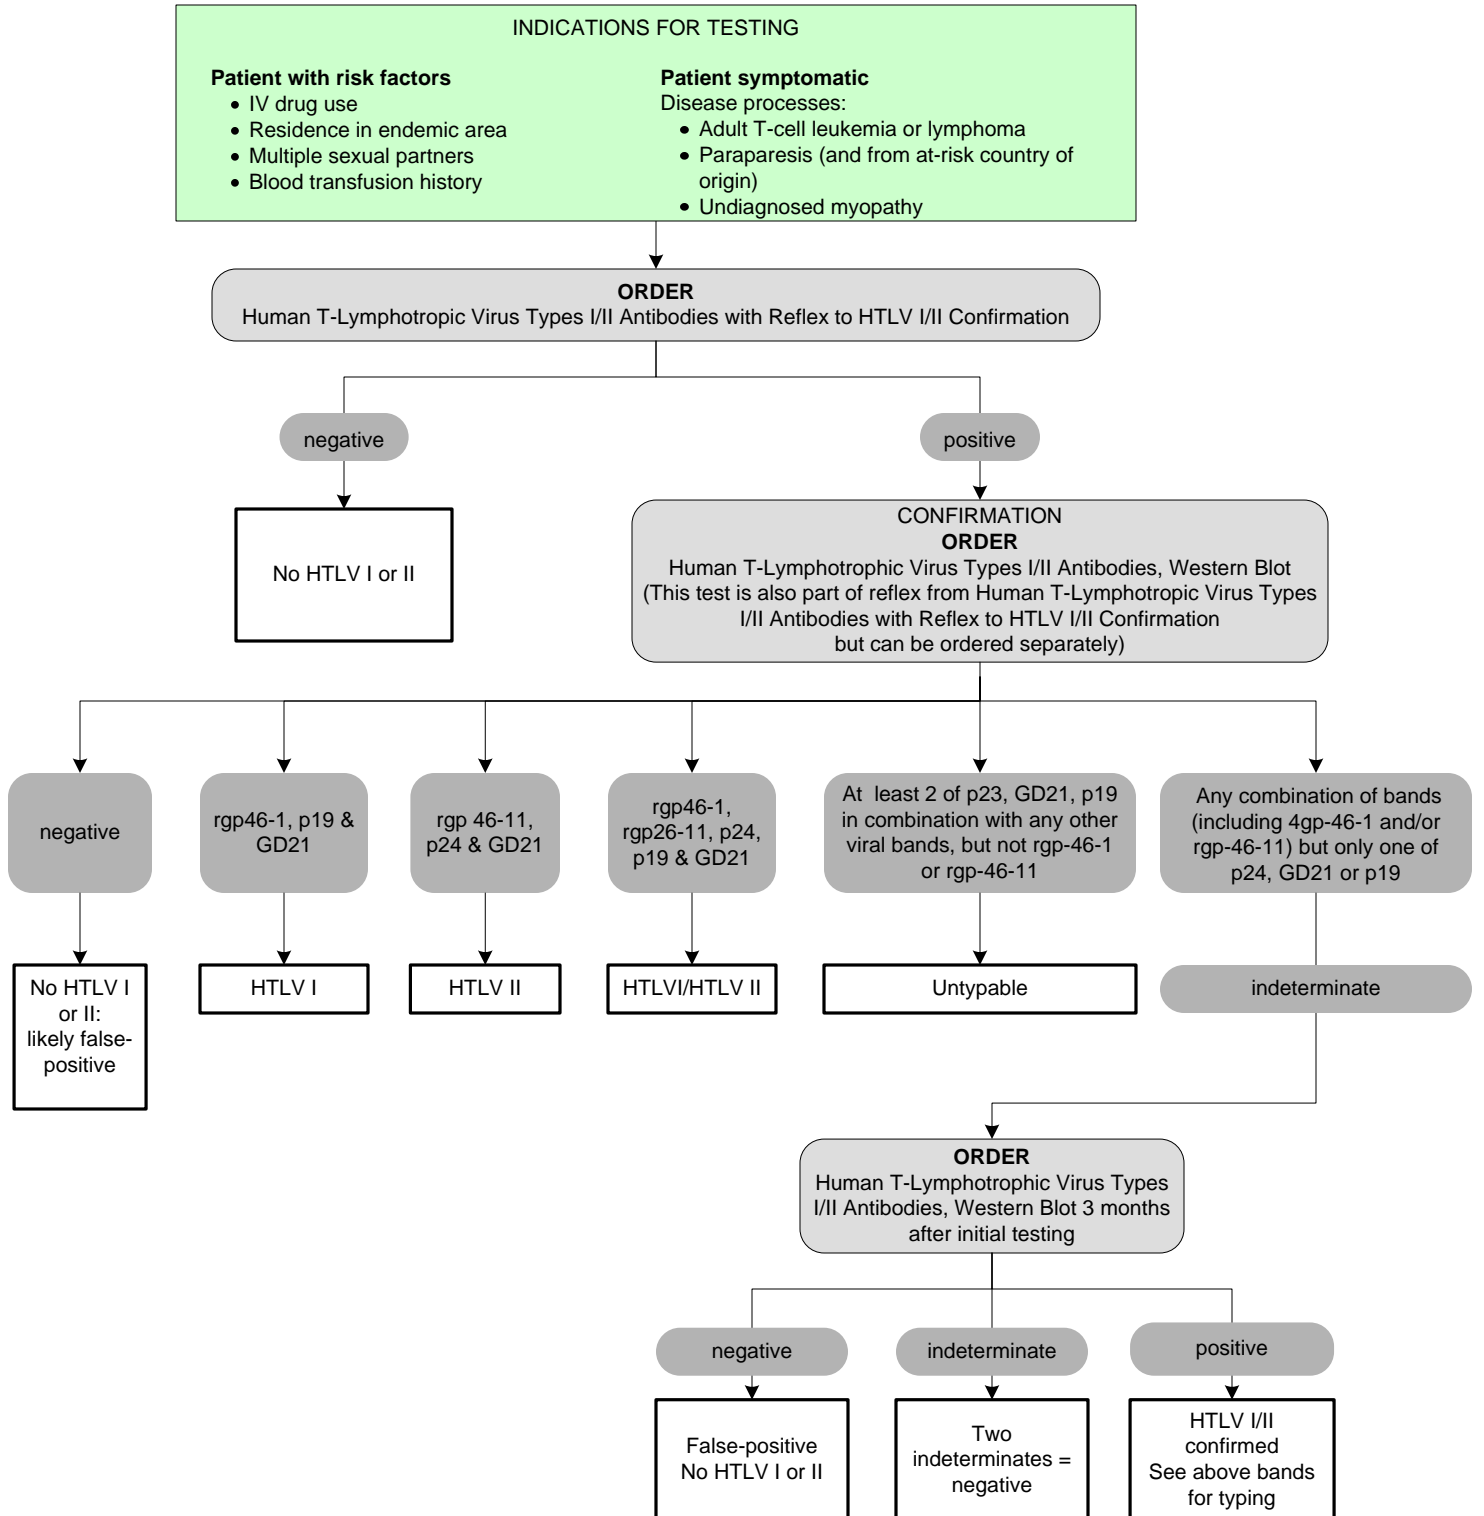 INDICATIONS FOR TESTING
Patient with risk factors
• IV drug use
• Residence in endemic area
• Multiple sexual partners
• Blood transfusion history
Patient symptomatic
Disease processes:
• Adult T-cell leukemia or lymphoma
• Paraparesis (and from at-risk country of
origin)
• Undiagnosed myopathy
ORDER
Human T-Lymphotropic Virus Types I/II Antibodies with Reflex to HTLV I/II Confirmation
negative
positive
No HTLV I or II
CONFIRMATION
ORDER
Human T-Lymphotrophic Virus Types I/II Antibodies, Western Blot
(This test is also part of reflex from Human T-Lymphotropic Virus Types
I/II Antibodies with Reflex to HTLV I/II Confirmation
but can be ordered separately)
negative
rgp46-1, p19 &
GD21
rgp 46-11,
p24 & GD21
rgp46-1,
rgp26-11, p24,
p19 & GD21
At least 2 of p23, GD21, p19
in combination with any other
viral bands, but not rgp-46-1
or rgp-46-11
Any combination of bands
(including 4gp-46-1 and/or
rgp-46-11) but only one of
p24, GD21 or p19
No HTLV I
or II:
likely false-
positive
HTLV I
HTLV II
HTLVI/HTLV II
Untypable
indeterminate
ORDER
Human T-Lymphotrophic Virus Types
I/II Antibodies, Western Blot 3 months
after initial testing
negative
indeterminate
positive
False-positive
No HTLV I or II
Two
indeterminates =
negative
HTLV I/II
confirmed
See above bands
for typing